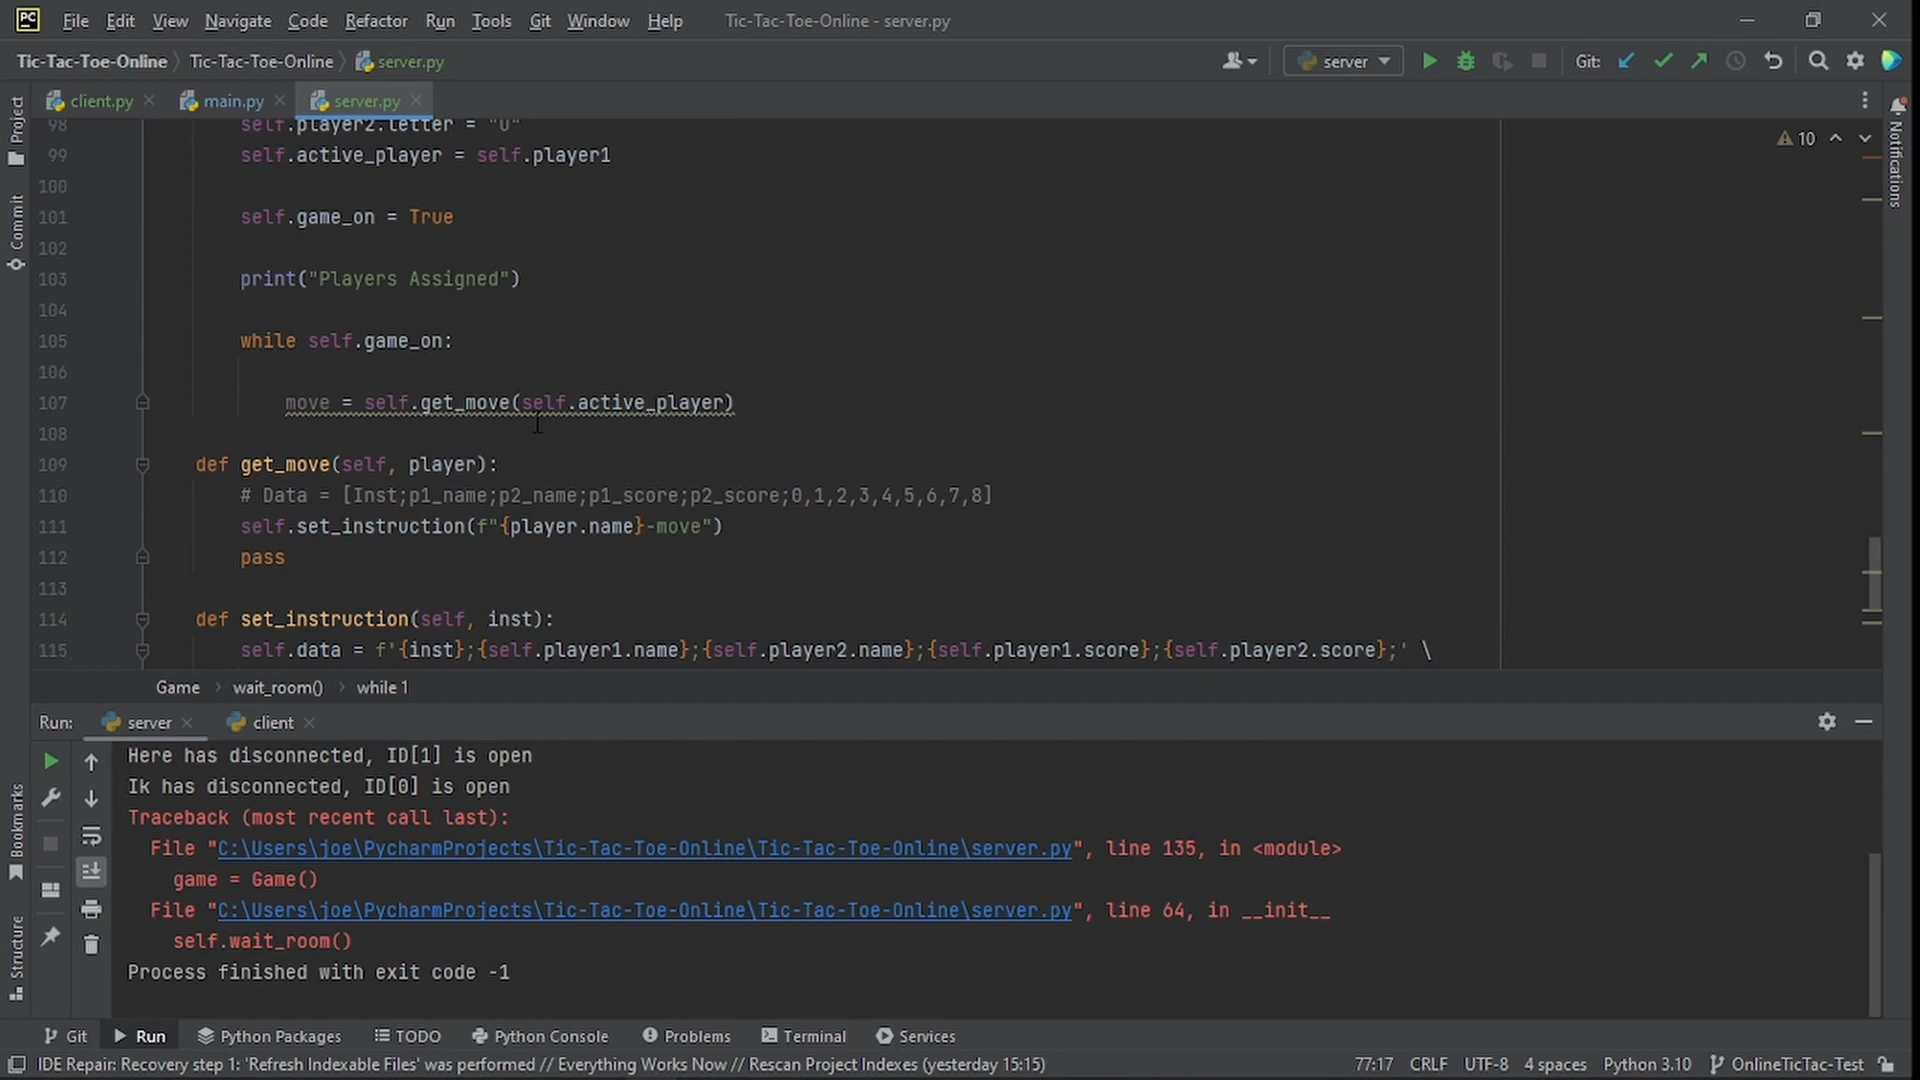 PC File Edit View Navigate Code Refactor Run Tools Git Window Help Tic-Tac-Toe-Online - server.py
Tic-Tac-Toe-Online Tic-Tac-Toe-Online server.py server Git:
client.py main.py server.py
Project
Commit
Bookmarks
Structure
Notifications
10
98 self.player2.letter = "O"
99 self.active_player = self.player1
100
101 self.game_on = True
102
103 print("Players Assigned")
104
105 while self.game_on:
106
107 move = self.get_move(self.active_player)
108
109 def get_move(self, player):
110 # Data = [Inst;p1_name;p2_name;p1_score;p2_score;0,1,2,3,4,5,6,7,8]
111 self.set_instruction(f"{player.name}-move")
112 pass
113
114 def set_instruction(self, inst):
115 self.data = f'{inst};{self.player1.name};{self.player2.name};{self.player1.score};{self.player2.score};' \
Game wait_room() while 1
Run: server client
Here has disconnected, ID[1] is open
Ik has disconnected, ID[0] is open
Traceback (most recent call last):
File "C:\Users\joe\PycharmProjects\Tic-Tac-Toe-Online\Tic-Tac-Toe-Online\server.py", line 135, in <module>
game = Game()
File "C:\Users\joe\PycharmProjects\Tic-Tac-Toe-Online\Tic-Tac-Toe-Online\server.py", line 64, in __init__
self.wait_room()
Process finished with exit code -1
Git Run Python Packages TODO Python Console Problems Terminal Services
IDE Repair: Recovery step 1: 'Refresh Indexable Files' was performed // Everything Works Now // Rescan Project Indexes (yesterday 15:15) 77:17 CRLF UTF-8 4 spaces Python 3.10 OnlineTicTac-Test